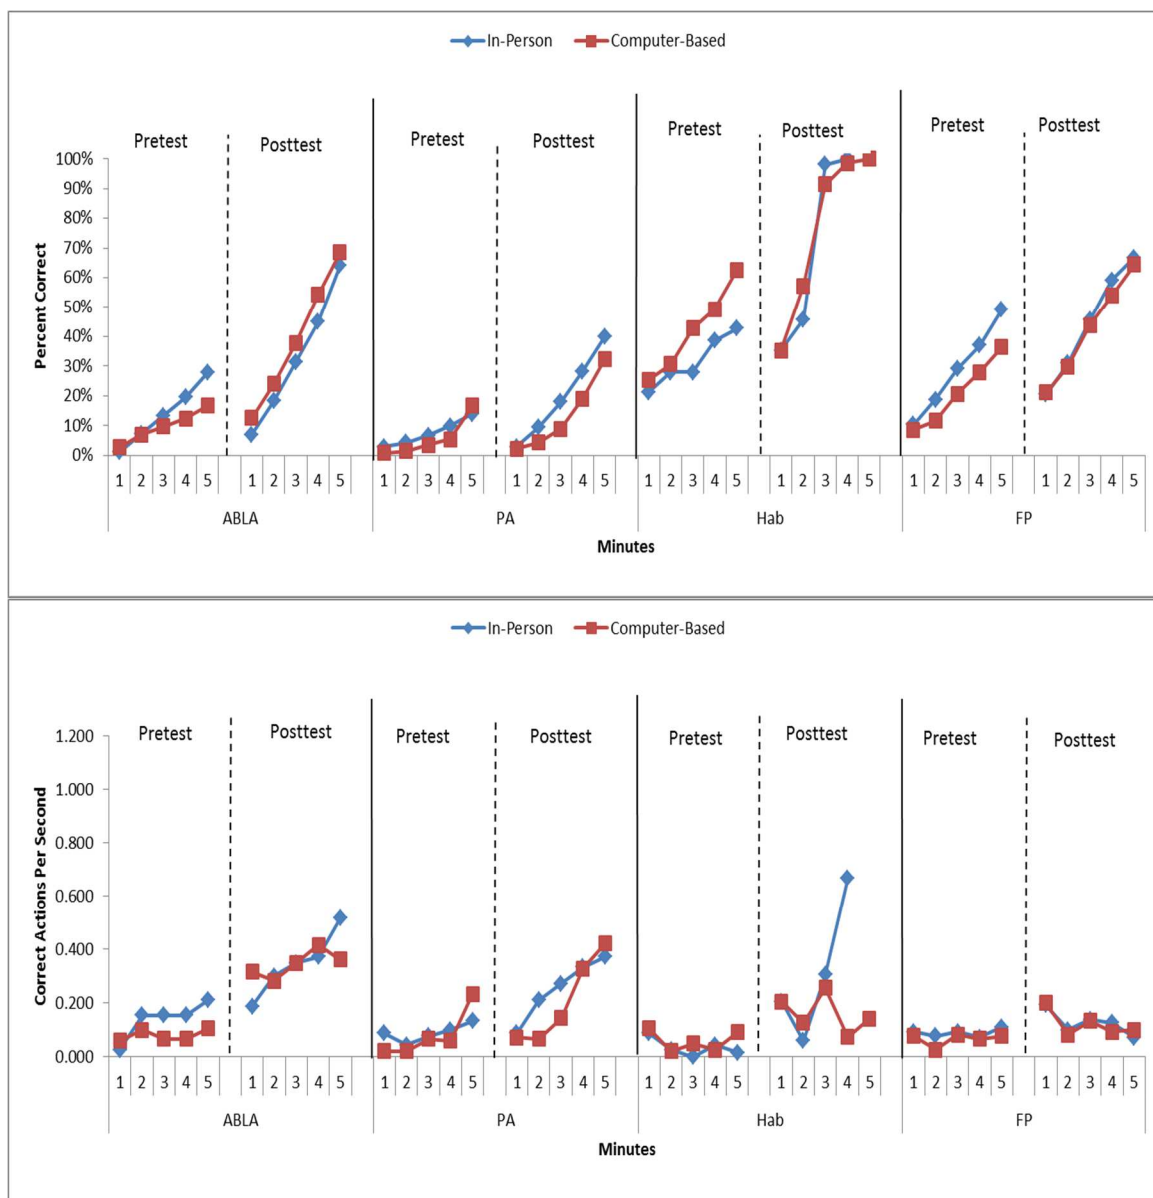 In-Person Computer-Based
Pretest Posttest Pretest Posttest Pretest Posttest Pretest Posttest
Percent Correct
100%
90%
80%
70%
60%
50%
40%
30%
20%
10%
0%
1 2 3 4 5 1 2 3 4 5 1 2 3 4 5 1 2 3 4 5 1 2 3 4 5 1 2 3 4 5 1 2 3 4 5 1 2 3 4 5
ABLA PA Hab FP
Minutes
In-Person Computer-Based
Pretest Posttest Pretest Posttest Pretest Posttest Pretest Posttest
Correct Actions Per Second
1.200
1.000
0.800
0.600
0.400
0.200
0.000
1 2 3 4 5 1 2 3 4 5 1 2 3 4 5 1 2 3 4 5 1 2 3 4 5 1 2 3 4 5 1 2 3 4 5 1 2 3 4 5
ABLA PA Hab FP
Minutes